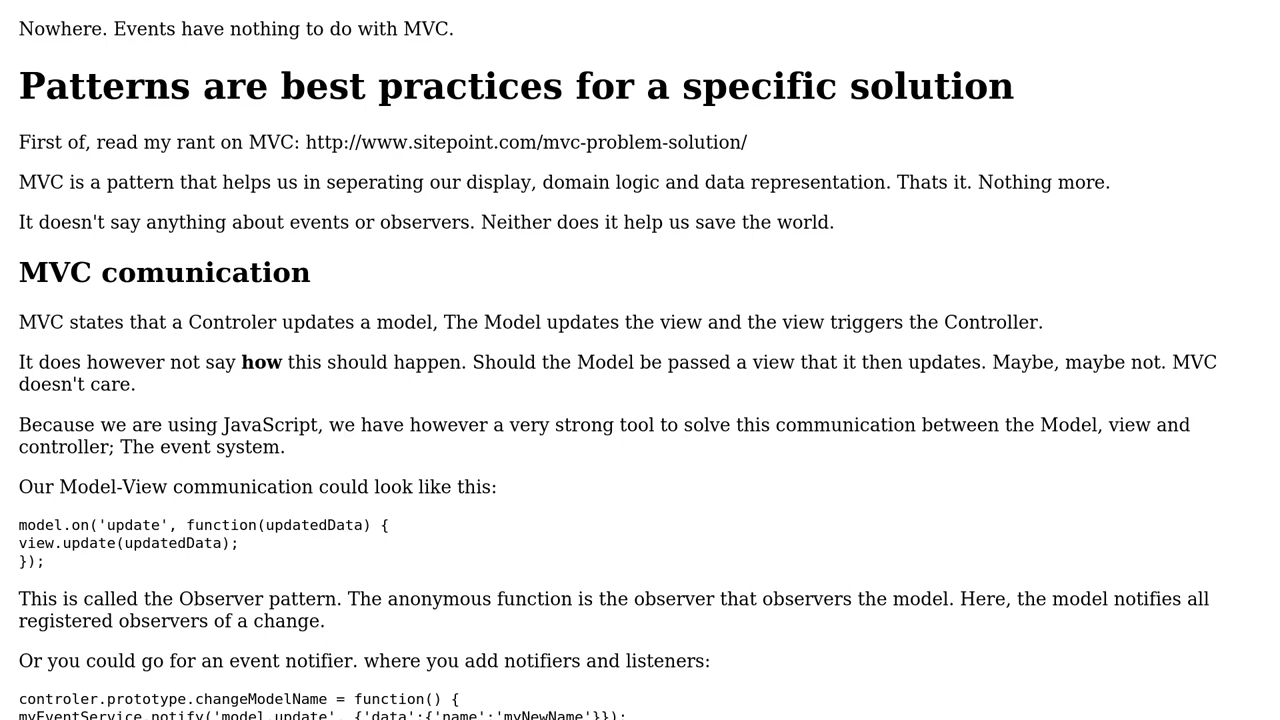 Nowhere. Events have nothing to do with MVC.
Patterns are best practices for a specific solution
First of, read my rant on MVC: http://www.sitepoint.com/mvc-problem-solution/
MVC is a pattern that helps us in seperating our display, domain logic and data representation. Thats it. Nothing more.
It doesn't say anything about events or observers. Neither does it help us save the world.
MVC comunication
MVC states that a Controler updates a model, The Model updates the view and the view triggers the Controller.
It does however not say how this should happen. Should the Model be passed a view that it then updates. Maybe, maybe not. MVC
doesn't care.
Because we are using JavaScript, we have however a very strong tool to solve this communication between the Model, view and
controller; The event system.
Our Model-View communication could look like this:
model.on('update', function(updatedData) {
view.update(updatedData);
});
This is called the Observer pattern. The anonymous function is the observer that observers the model. Here, the model notifies all
registered observers of a change.
Or you could go for an event notifier. where you add notifiers and listeners:
controler.prototype.changeModelName = function() {
myEventService.notify('model.update', {'data':{'name':'myNewName'}});